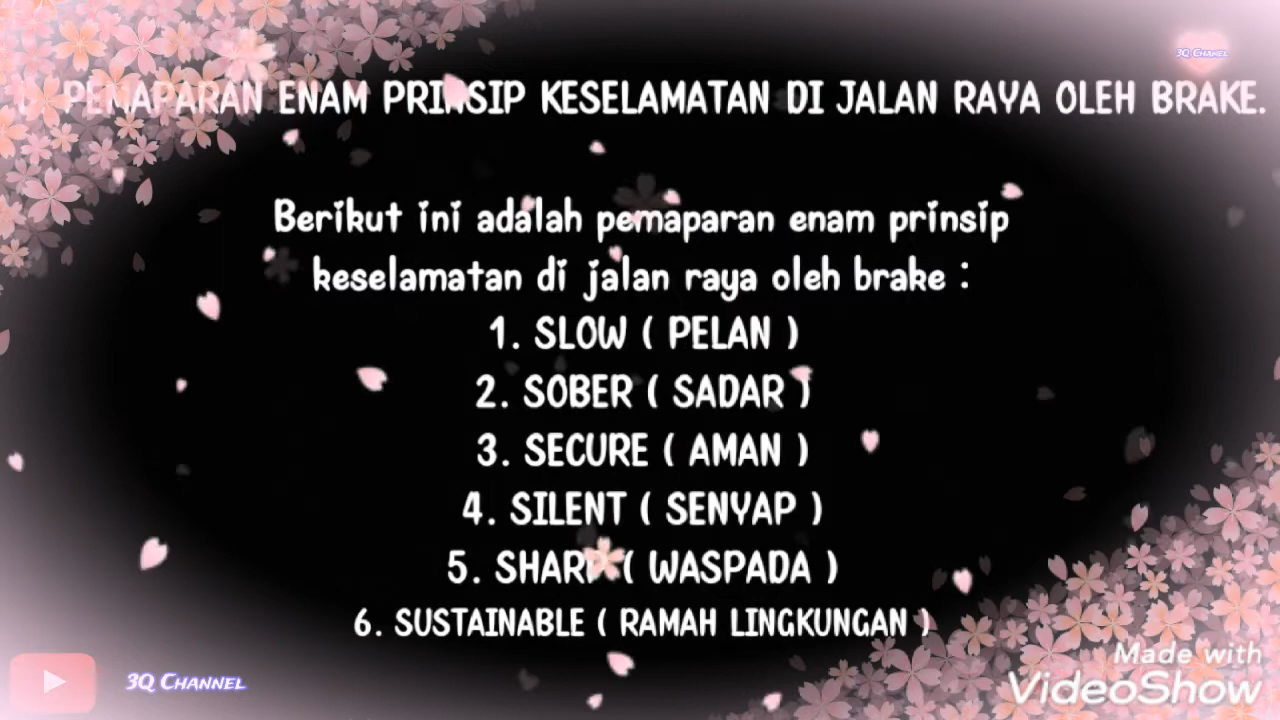 3Q Chanel
PEMAPARAN ENAM PRINSIP KESELAMATAN DI JALAN RAYA OLEH BRAKE.
Berikut ini adalah pemaparan enam prinsip
keselamatan di jalan raya oleh brake :
1. SLOW ( PELAN )
2. SOBER ( SADAR )
3. SECURE ( AMAN )
4. SILENT ( SENYAP )
5. ( WASPADA )
6. SUSTAINABLE ( RAMAH LINGKUNGAN )
3Q CHANNEL
Made with
VideoShow